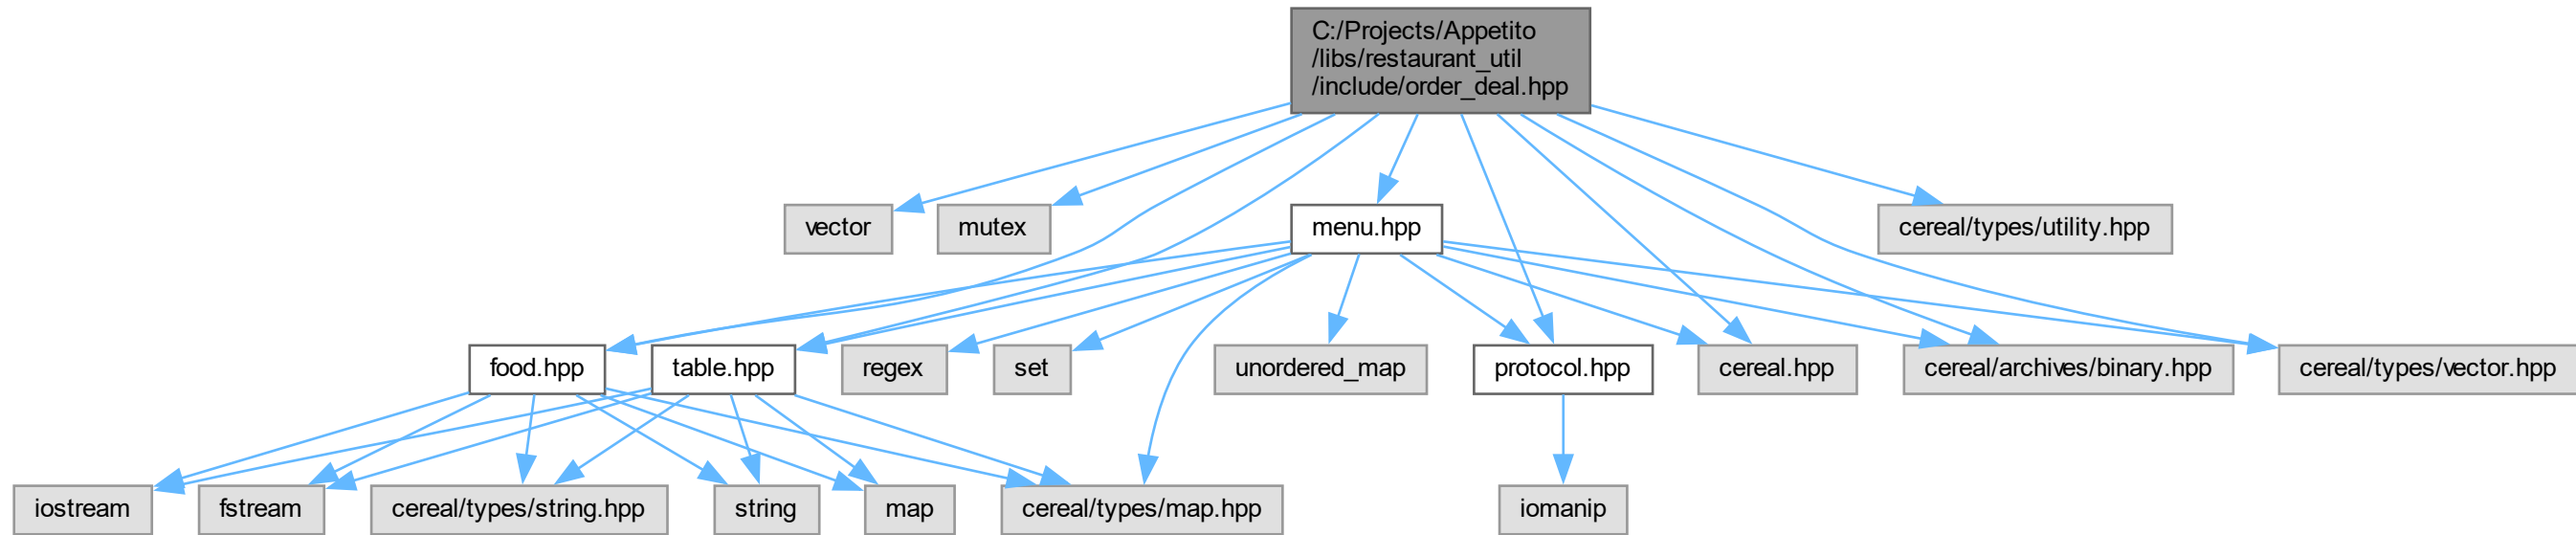 C:/Projects/Appetito
/libs/restaurant_util
/include/order_deal.hpp
vector
mutex
menu.hpp
cereal/types/utility.hpp
food.hpp
table.hpp
regex
set
unordered_map
protocol.hpp
cereal.hpp
cereal/archives/binary.hpp
cereal/types/vector.hpp
iostream
fstream
cereal/types/string.hpp
string
map
cereal/types/map.hpp
iomanip